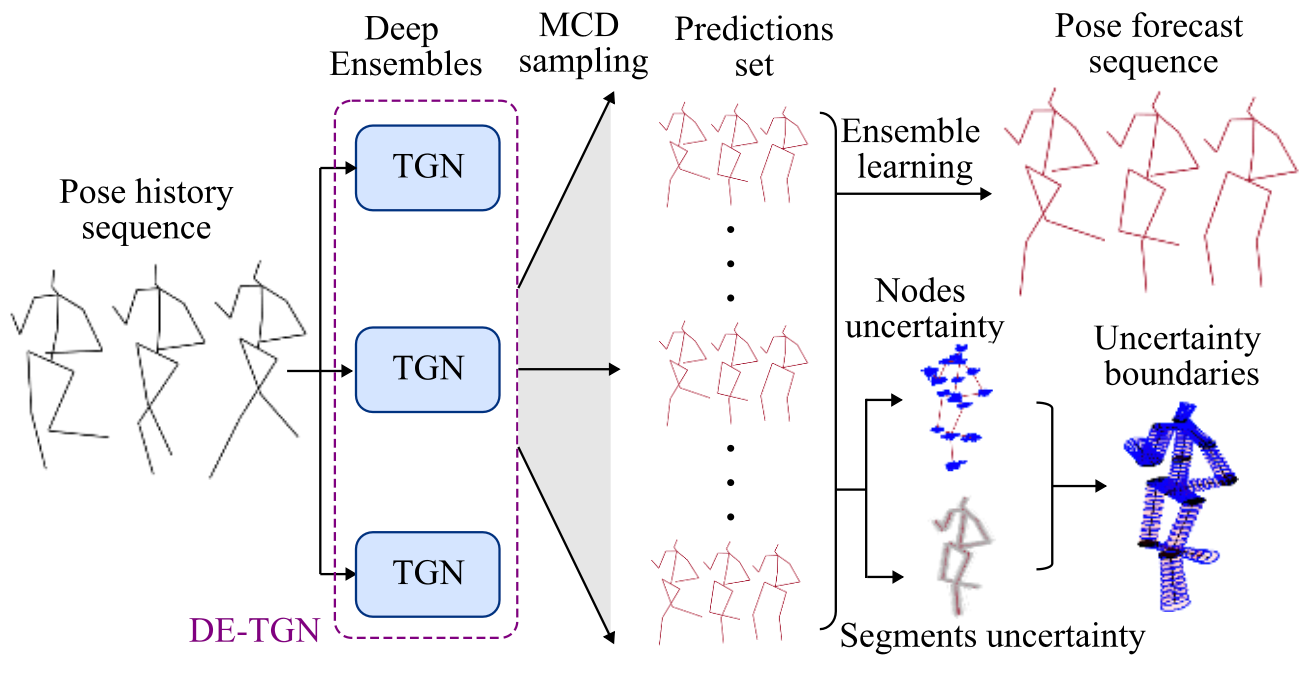 Deep
Ensembles
MCD
sampling
Predictions
set
Pose forecast
sequence
Pose history
sequence
TGN
TGN
TGN
DE-TGN
Ensemble
learning
Nodes
uncertainty
Segments uncertainty
Uncertainty
boundaries